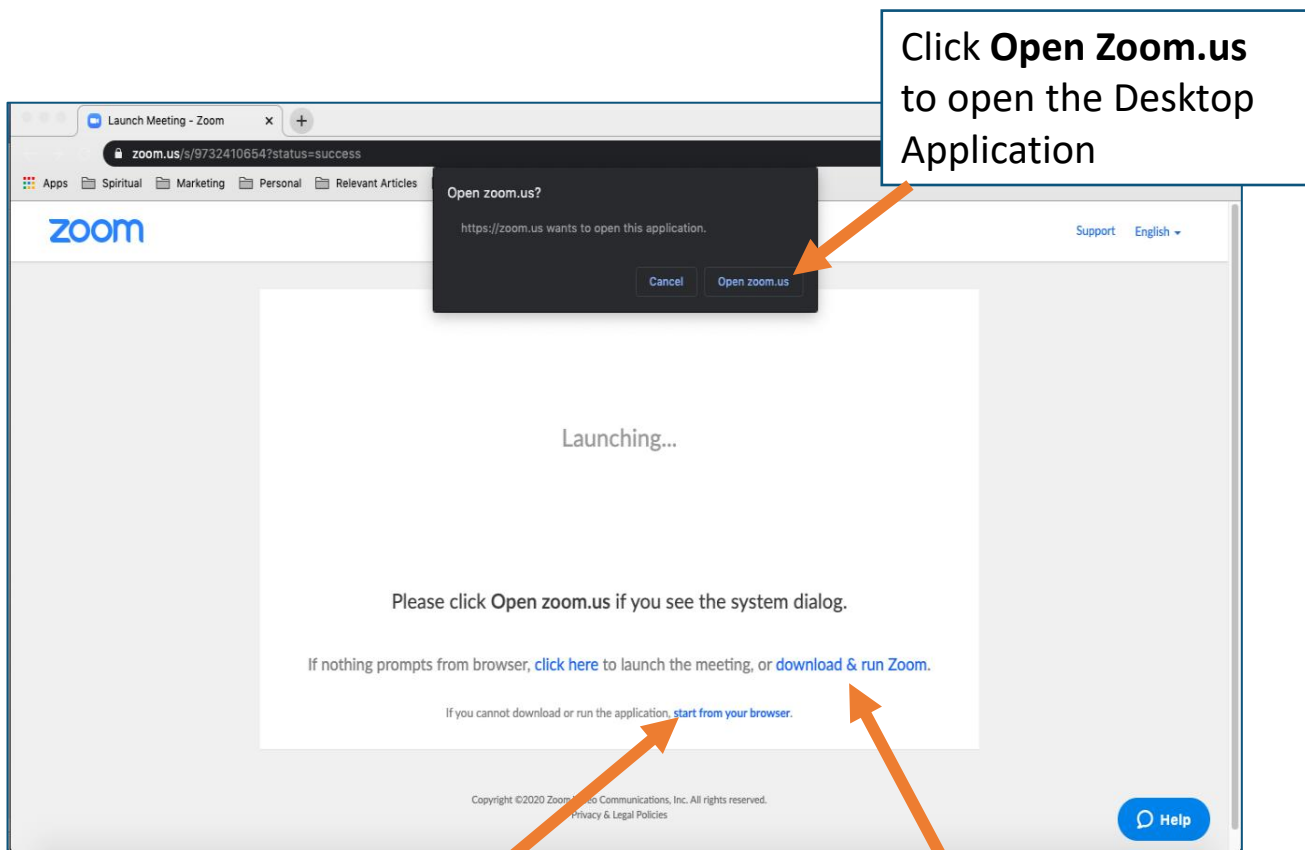 Click Open Zoom.us
to open the Desktop
Application
Launch Meeting - Zoom
zoom.us/s/9732410654?status=success
Apps Spiritual Marketing Personal Relevant Articles
Open zoom.us?
https://zoom.us wants to open this application.
Cancel Open zoom.us
zoom
Support English
Launching...
Please click Open zoom.us if you see the system dialog.
If nothing prompts from browser, click here to launch the meeting, or download & run Zoom.
If you cannot download or run the application, start from your browser.
Copyright ©2020 Zoom Communications, Inc. All rights reserved.
Privacy & Legal Policies
Help